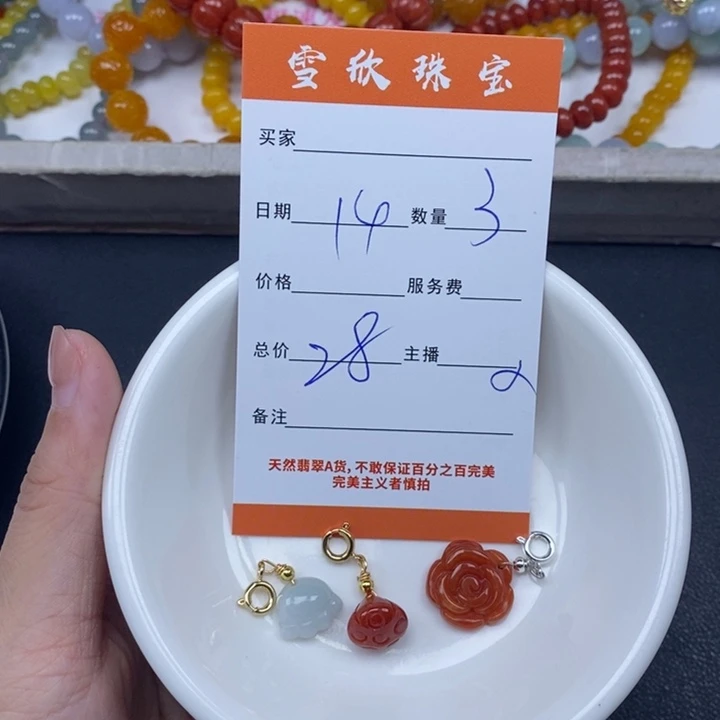 雪欣珠宝
买家
日期 14 数量 3
价格 服务费
总价 28 主播 2
备注
天然翡翠A货,不敢保证百分之百完美
完美主义者慎拍